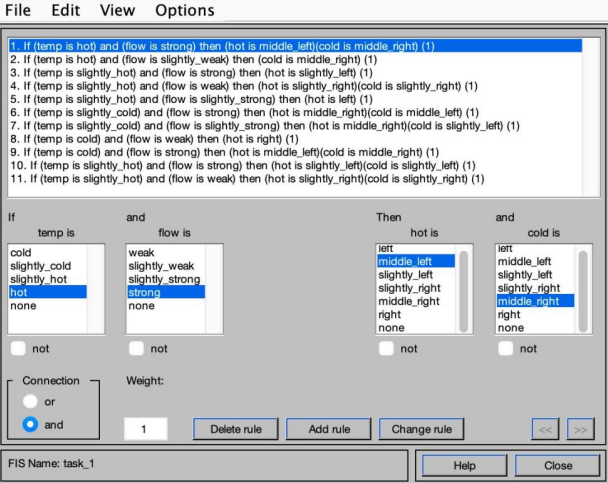 File Edit View Options
1. If (temp is hot) and (flow is strong) then (hot is middle_left)(cold is middle_right) (1)
2. If (temp is hot) and (flow is slightly_weak) then (cold is middle_right) (1)
3. If (temp is slightly_hot) and (flow is strong) then (hot is slightly_left) (1)
4. If (temp is slightly_hot) and (flow is weak) then (hot is slightly_right)(cold is slightly_right) (1)
5. If (temp is slightly_hot) and (flow is slightly_strong) then (hot is left) (1)
6. If (temp is slightly_cold) and (flow is strong) then (hot is middle_right)(cold is middle_left) (1)
7. If (temp is slightly_cold) and (flow is slightly_strong) then (hot is middle_right)(cold is slightly_left) (1)
8. If (temp is cold) and (flow is weak) then (hot is right) (1)
9. If (temp is cold) and (flow is strong) then (hot is middle_left)(cold is middle_right) (1)
10. If (temp is slightly_hot) and (flow is strong) then (hot is slightly_left)(cold is slightly_left) (1)
11. If (temp is slightly_hot) and (flow is weak) then (hot is slightly_right)(cold is slightly_right) (1)
If and Then and
temp is flow is hot is cold is
cold weak left left
slightly_cold slightly_weak middle_left middle_left
slightly_hot slightly_strong slightly_left slightly_left
hot strong slightly_right slightly_right
none none middle_right middle_right
right right
none none
not not not not
Connection Weight:
or
and 1 Delete rule Add rule Change rule << >>
FIS Name: task_1 Help Close